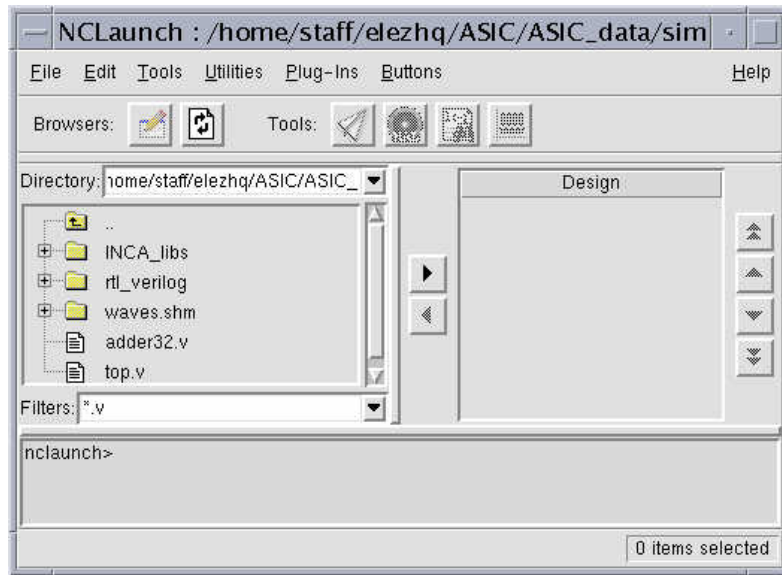 NCLaunch : /home/staff/elezhq/ASIC/ASIC_data/sim
File Edit Tools Utilities Plug-Ins Buttons Help
Browsers: Tools:
Directory: home/staff/elezhq/ASIC/ASIC_
Design
..
INCA_libs
rtl_verilog
waves.shm
adder32.v
top.v
Filters: *.v
nclaunch>
0 items selected